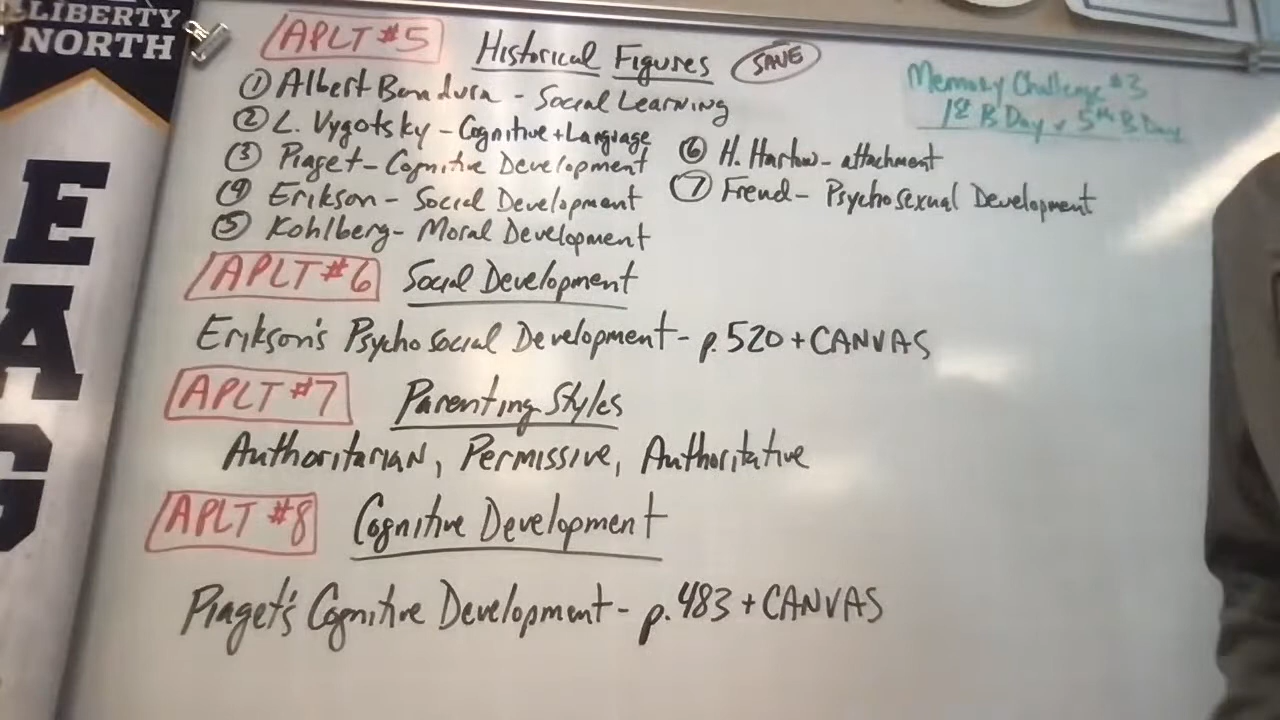 LIBERTY
NORTH
E
A
G
APLT #5 Historical Figures SAVE
① Albert Bandura - Social Learning
② L. Vygotsky - Cognitive + Language
③ Piaget - Cognitive Development
④ Erikson - Social Development
⑤ Kohlberg - Moral Development
⑥ H. Harlow - attachment
⑦ Freud - Psychosexual Development
Memory Challenge #3
1st B Day + 5th B Day
APLT #6 Social Development
Erikson's Psychosocial Development - p. 520 + CANVAS
APLT #7 Parenting Styles
Authoritarian, Permissive, Authoritative
APLT #8 Cognitive Development
Piaget's Cognitive Development - p. 483 + CANVAS